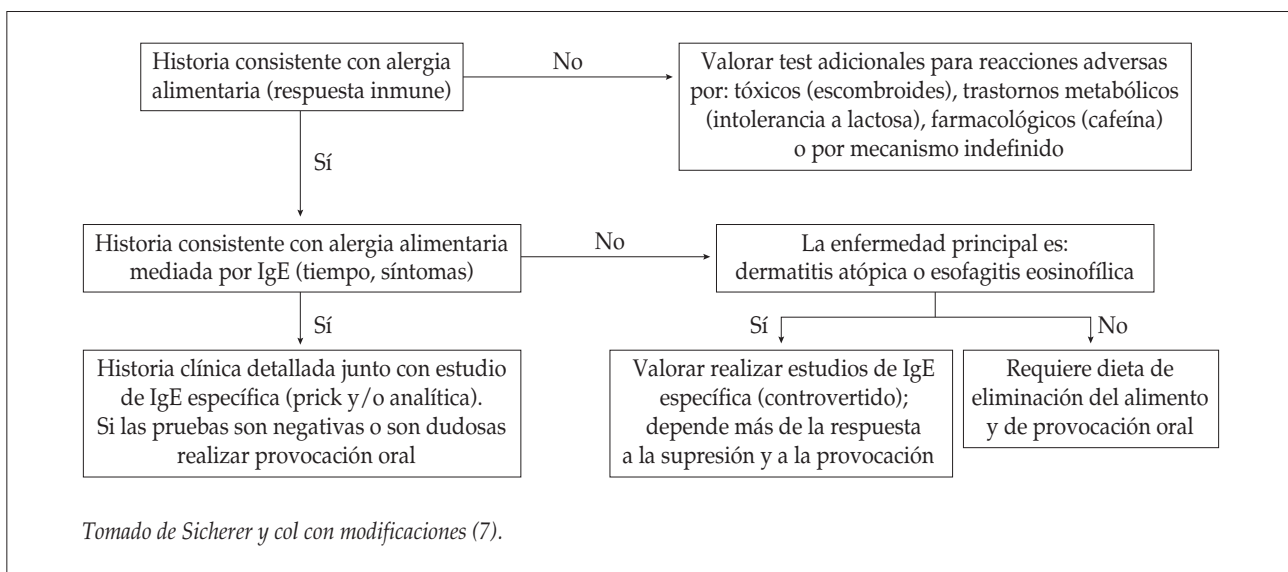 Historia consistente con alergia
alimentaria (respuesta inmune)
No
Valorar test adicionales para reacciones adversas
por: tóxicos (escombroides), trastornos metabólicos
(intolerancia a lactosa), farmacológicos (cafeína)
o por mecanismo indefinido
Sí
Historia consistente con alergia alimentaria
mediada por IgE (tiempo, síntomas)
No
La enfermedad principal es:
dermatitis atópica o esofagitis eosinofílica
Sí
Sí
No
Historia clínica detallada junto con estudio
de IgE específica (prick y/o analítica).
Si las pruebas son negativas o son dudosas
realizar provocación oral
Valorar realizar estudios de IgE
específica (controvertido);
depende más de la respuesta
a la supresión y a la provocación
Requiere dieta de
eliminación del alimento
y de provocación oral
Tomado de Sicherer y col con modificaciones (7).